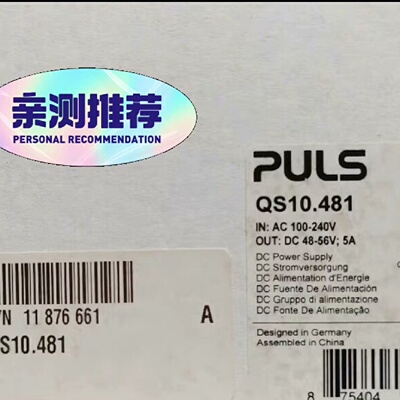 亲测推荐
PERSONAL RECOMMENDATION
PULS
QS10.481
IN: AC 100-240V
OUT: DC 48-56V; 5A
DC Power Supply
DC Stromversorgung
DC Alimentation d'Energie
DC Fuente De Alimentación
DC Gruppo di alimentazione
DC Fonte De Alimentação
Designed in Germany
Assembled in China
8 75404
/N 11 876 661 A
QS10.481